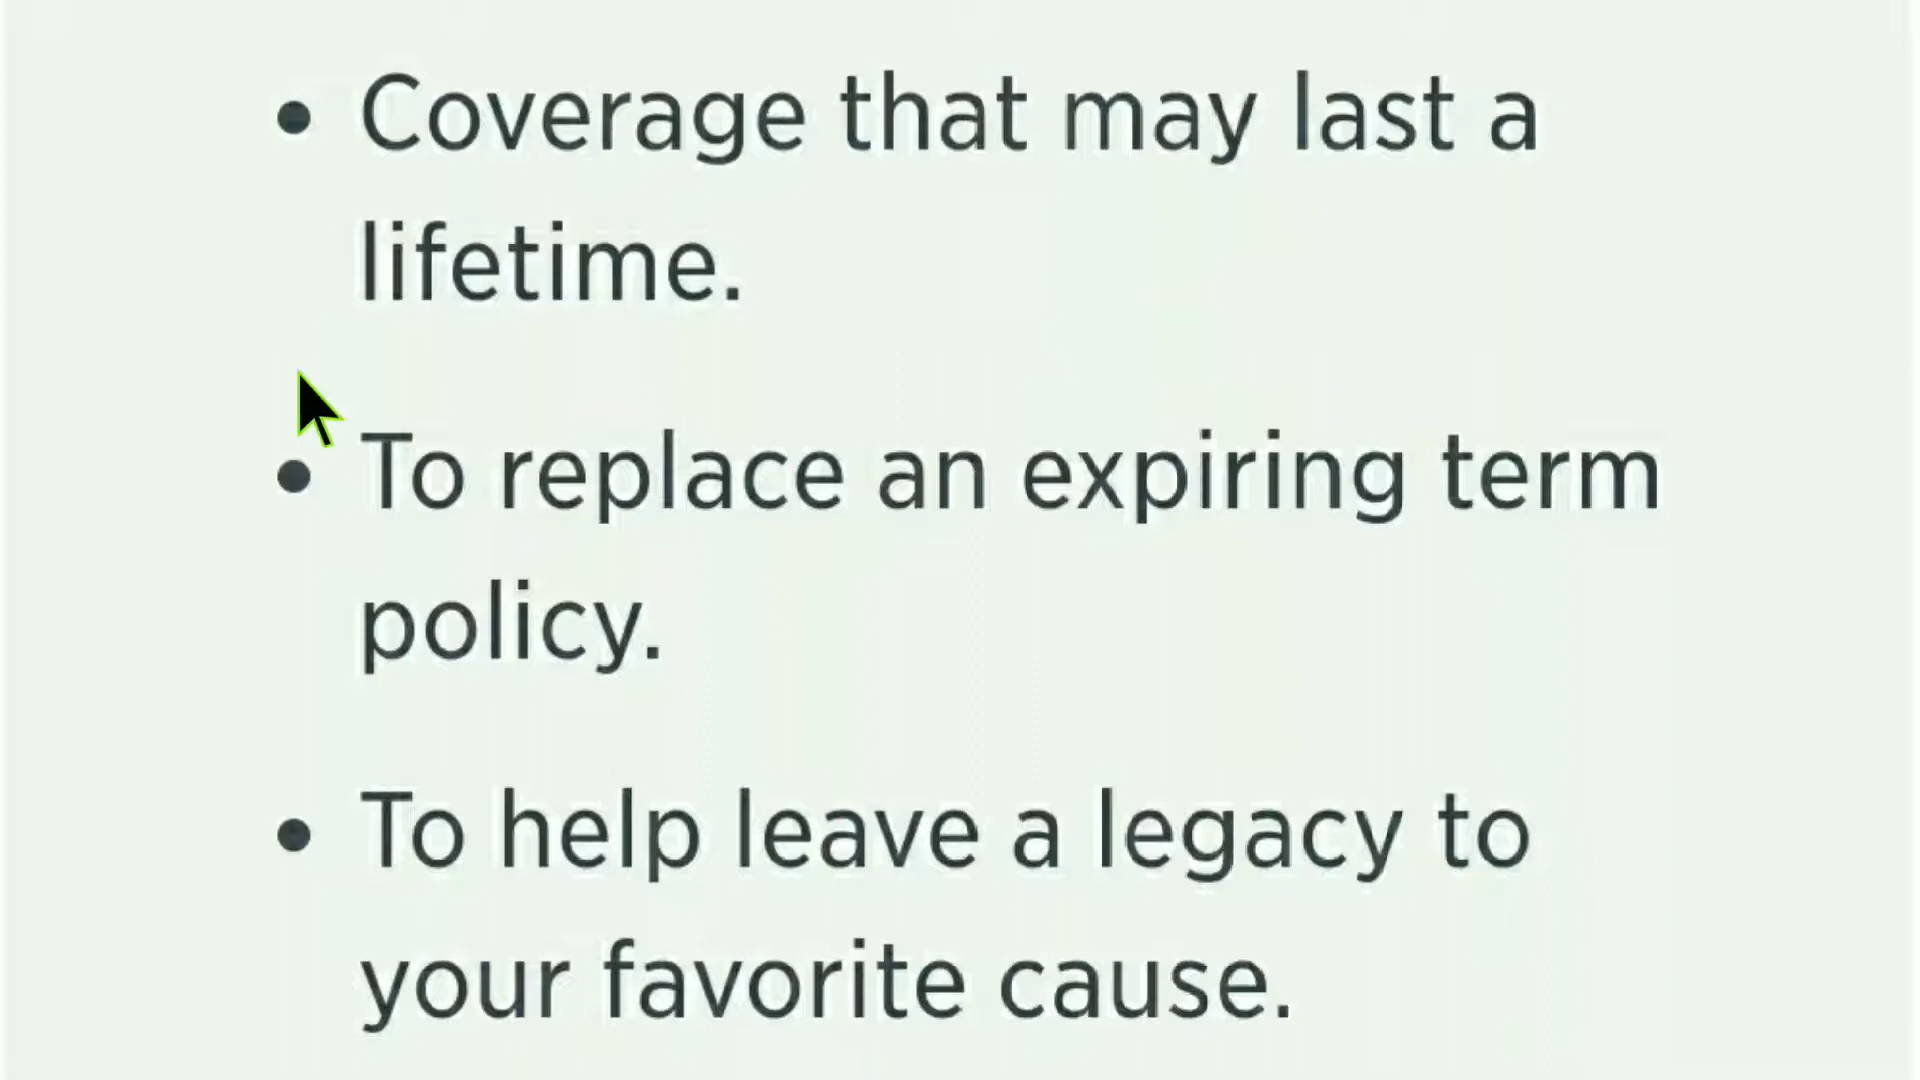 • Coverage that may last a
lifetime.
• To replace an expiring term
policy.
• To help leave a legacy to
your favorite cause.